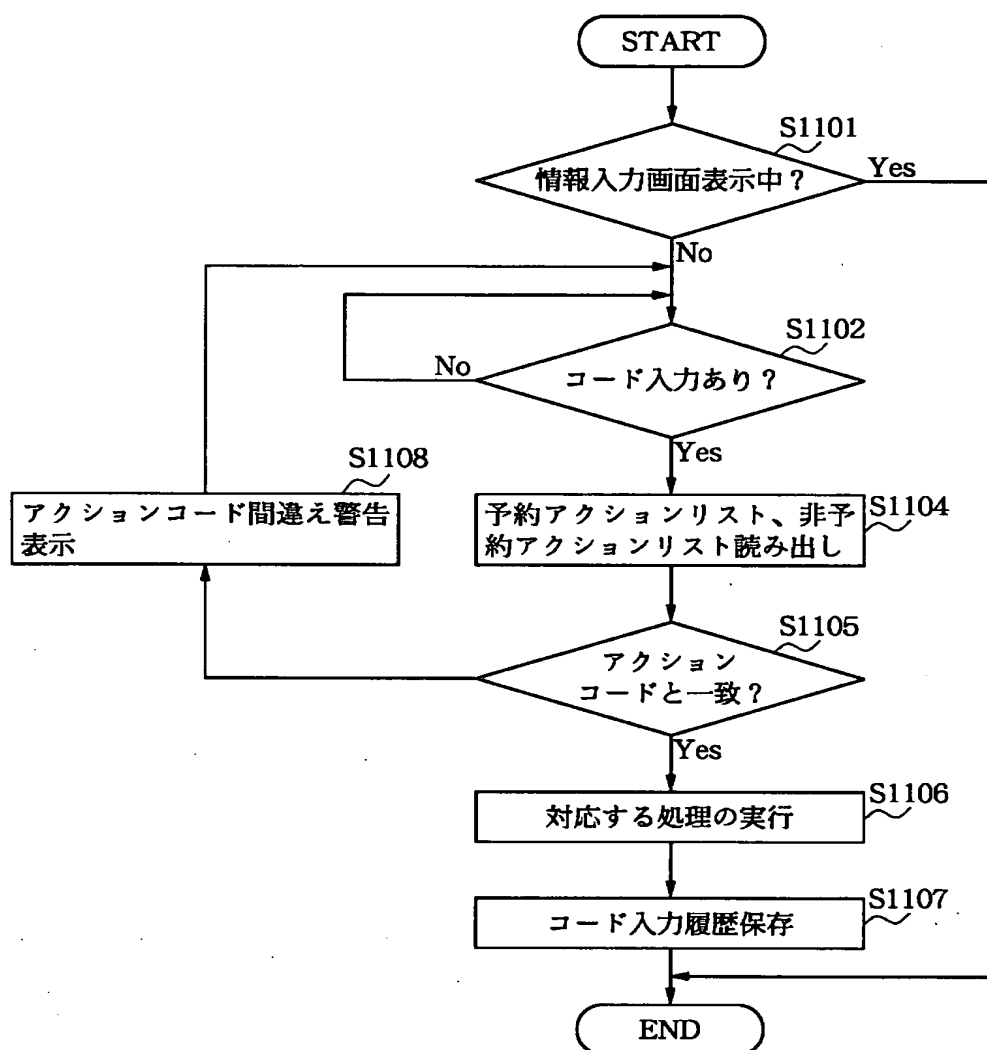 START
S1101
情報入力画面表示中?
Yes
No
S1102
コード入力あり?
No
Yes
S1108
アクションコード間違え警告
表示
S1104
予約アクションリスト、非予
約アクションリスト読み出し
S1105
アクション
コードと一致?
Yes
S1106
対応する処理の実行
S1107
コード入力履歴保存
END